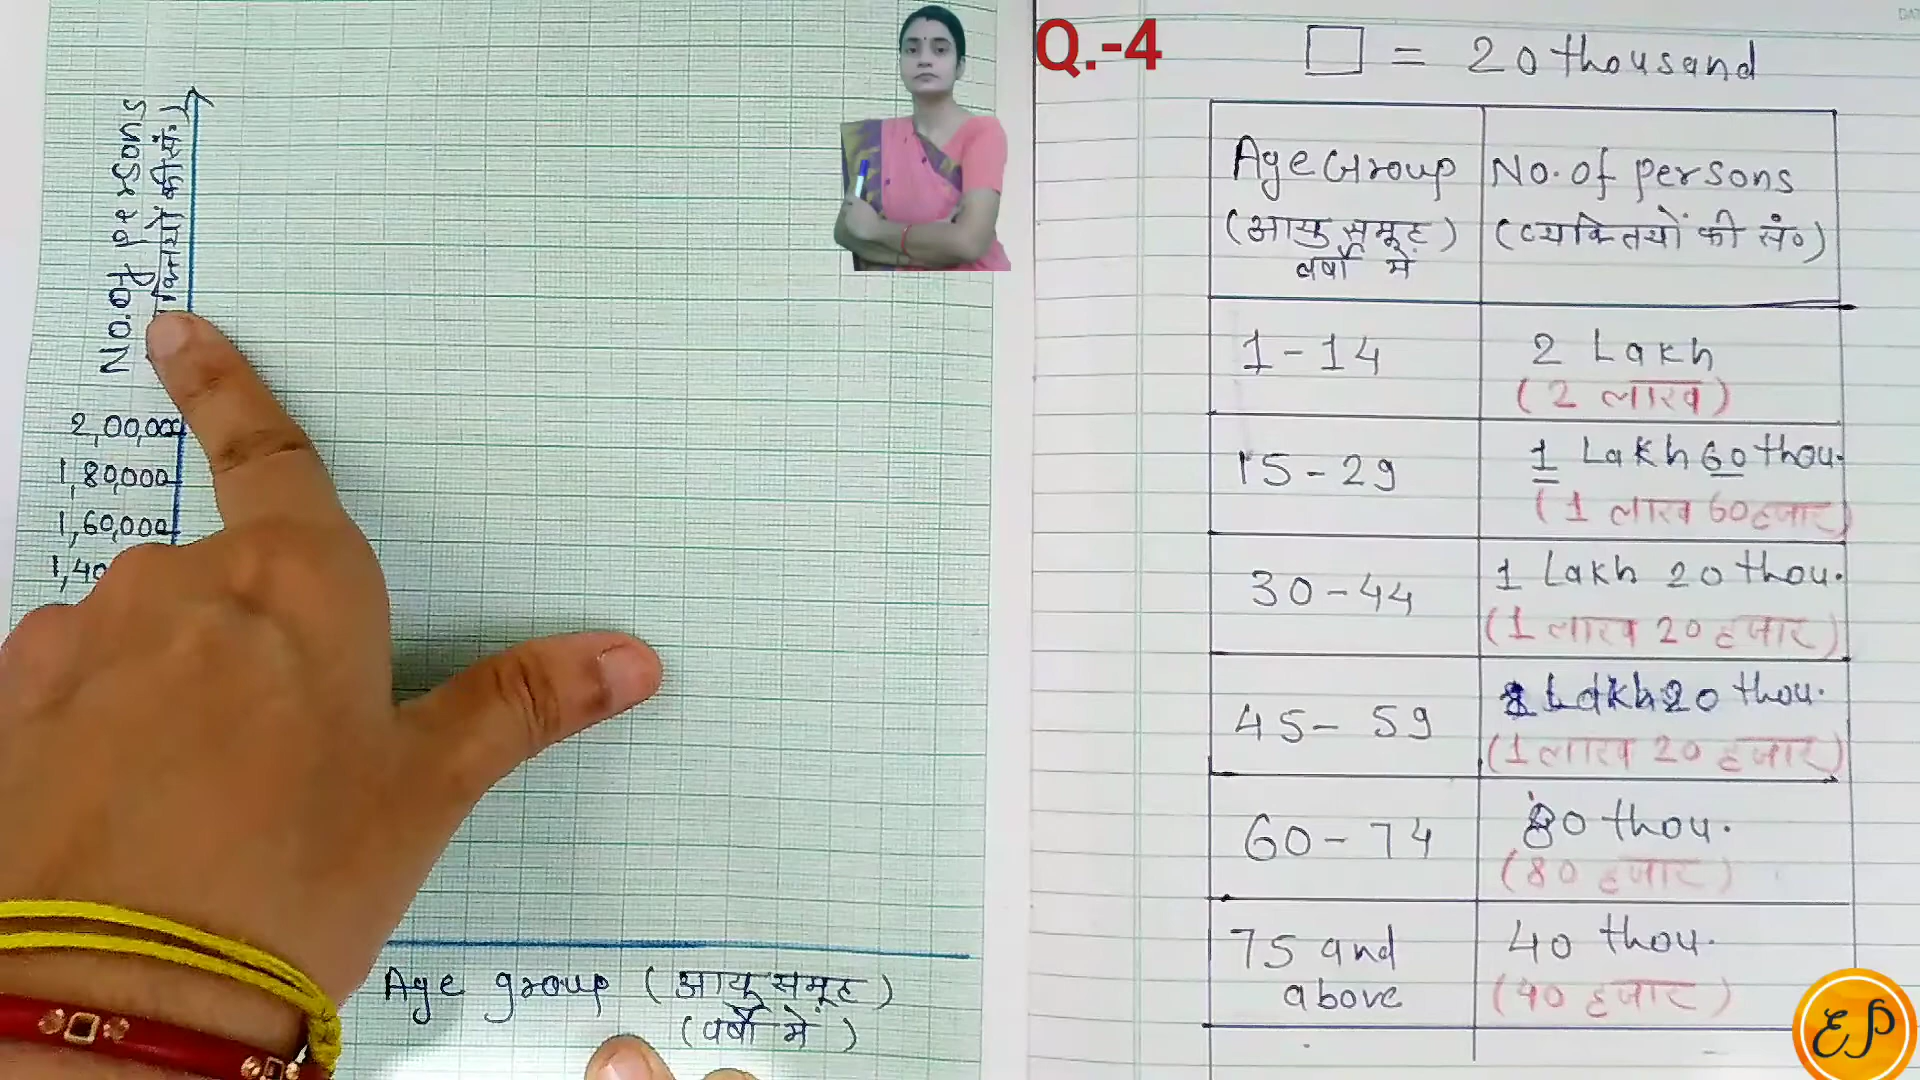 No. of persons
2,00,000
1,80,000
1,60,000
1,40
Age group (आयु समूह)
(वर्षों में)
Q.-4
□ = 20 thousand
Age Group No. of persons
(आयु समूह) (व्यक्तियों की सं०)
वर्षों में
1-14 2 Lakh
(2 लाख)
15-29 1 Lakh 60 thou.
(1 लाख 60 हजार)
30-44 1 Lakh 20 thou.
(1 लाख 20 हजार)
45-59 1 Lakh 20 thou.
(1 लाख 20 हजार)
60-74 80 thou.
(80 हजार)
75 and 40 thou.
above (40 हजार)
EP